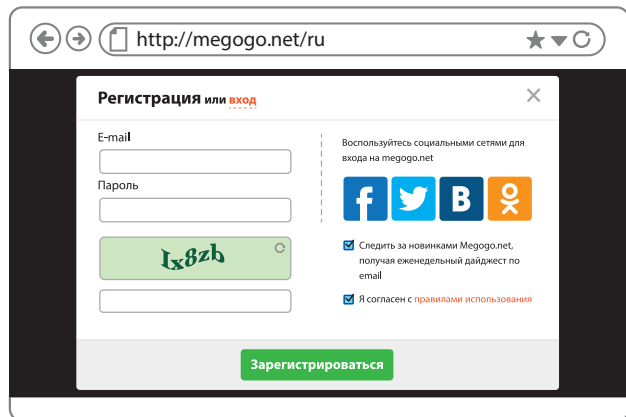 http://megogo.net/ru
Регистрация или вход
E-mail
Пароль
Ix8zb
Воспользуйтесь социальными сетями для
входа на megogo.net
f B
Следить за новинками Megogo.net,
получая еженедельный дайджест по
email
Я согласен с правилами использования
Зарегистрироваться